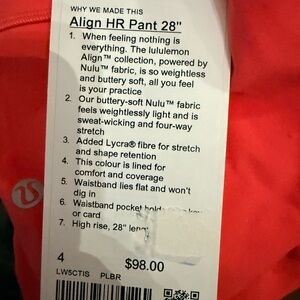 WHY WE MADE THIS
Align HR Pant 28"
1. When feeling nothing is
everything. The lululemon
Align™ collection, powered by
Nulu™ fabric, is so weightless
and buttery soft, all you feel
is your practice
2. Our buttery-soft Nulu™ fabric
feels weightlessly light and is
sweat-wicking and four-way
stretch
3. Added Lycra® fibre for stretch
and shape retention
4. This colour is lined for
comfort and coverage
5. Waistband lies flat and won't
dig in
6. Waistband pocket key
or card
7. High rise, 28"
4 $98.00
LW5CTIS PLBR